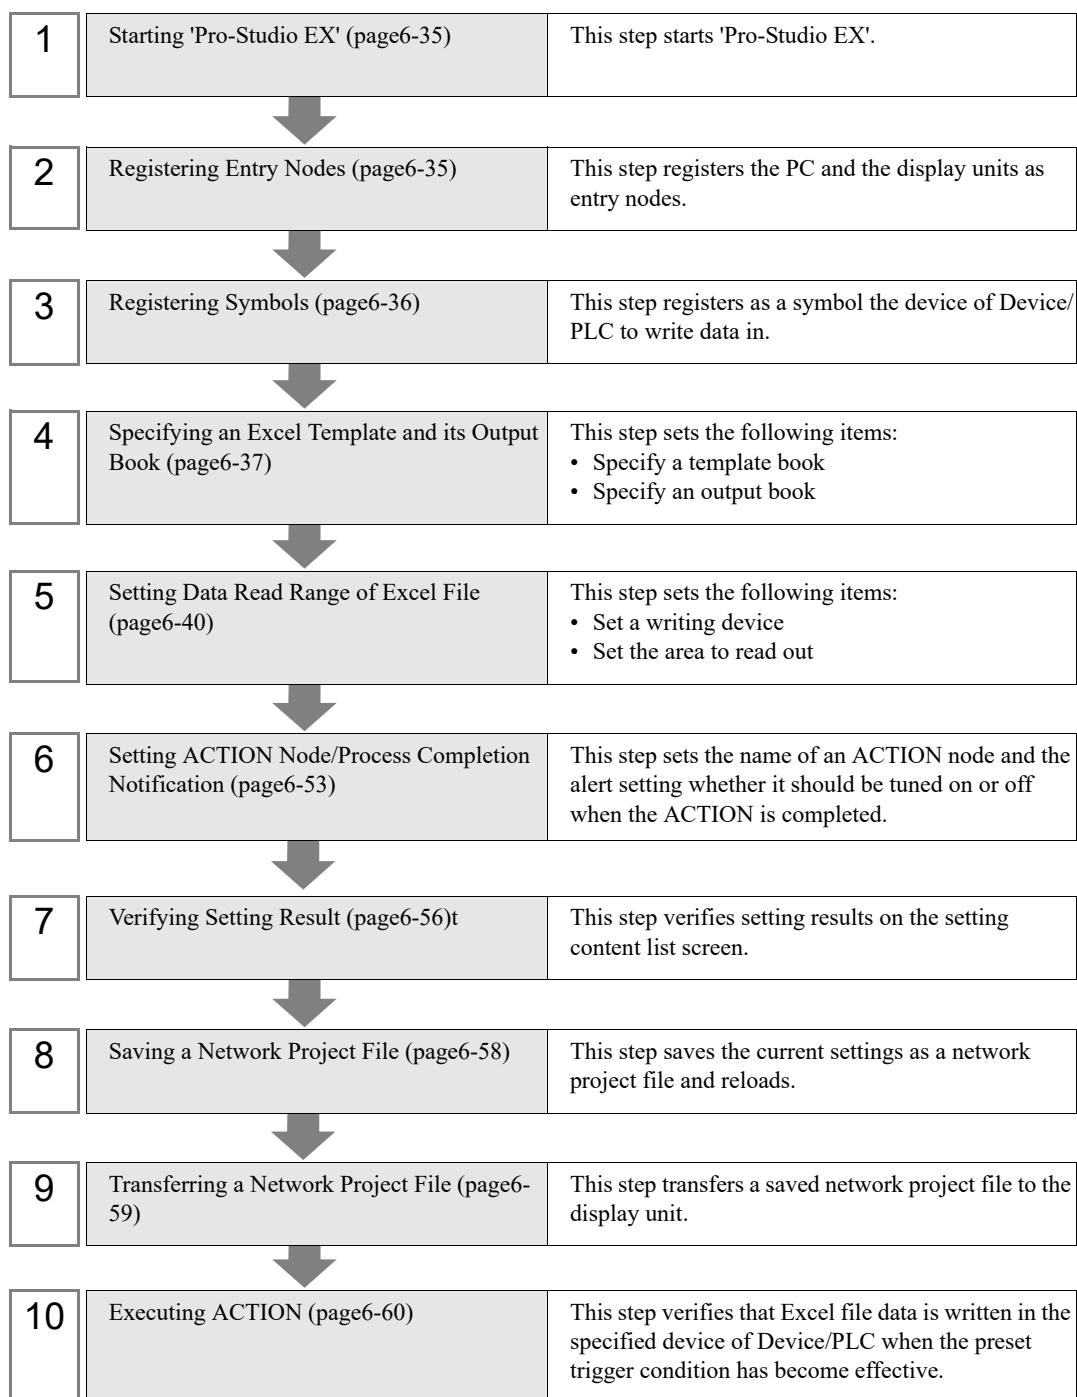 1
Starting 'Pro-Studio EX' (page6-35)
This step starts 'Pro-Studio EX'.
2
Registering Entry Nodes (page6-35)
This step registers the PC and the display units as
entry nodes.
3
Registering Symbols (page6-36)
This step registers as a symbol the device of Device/
PLC to write data in.
4
Specifying an Excel Template and its Output
Book (page6-37)
This step sets the following items:
• Specify a template book
• Specify an output book
5
Setting Data Read Range of Excel File
(page6-40)
This step sets the following items:
• Set a writing device
• Set the area to read out
6
Setting ACTION Node/Process Completion
Notification (page6-53)
This step sets the name of an ACTION node and the
alert setting whether it should be tuned on or off
when the ACTION is completed.
7
Verifying Setting Result (page6-56)t
This step verifies setting results on the setting
content list screen.
8
Saving a Network Project File (page6-58)
This step saves the current settings as a network
project file and reloads.
9
Transferring a Network Project File (page6-
59)
This step transfers a saved network project file to the
display unit.
10
Executing ACTION (page6-60)
This step verifies that Excel file data is written in the
specified device of Device/PLC when the preset
trigger condition has become effective.